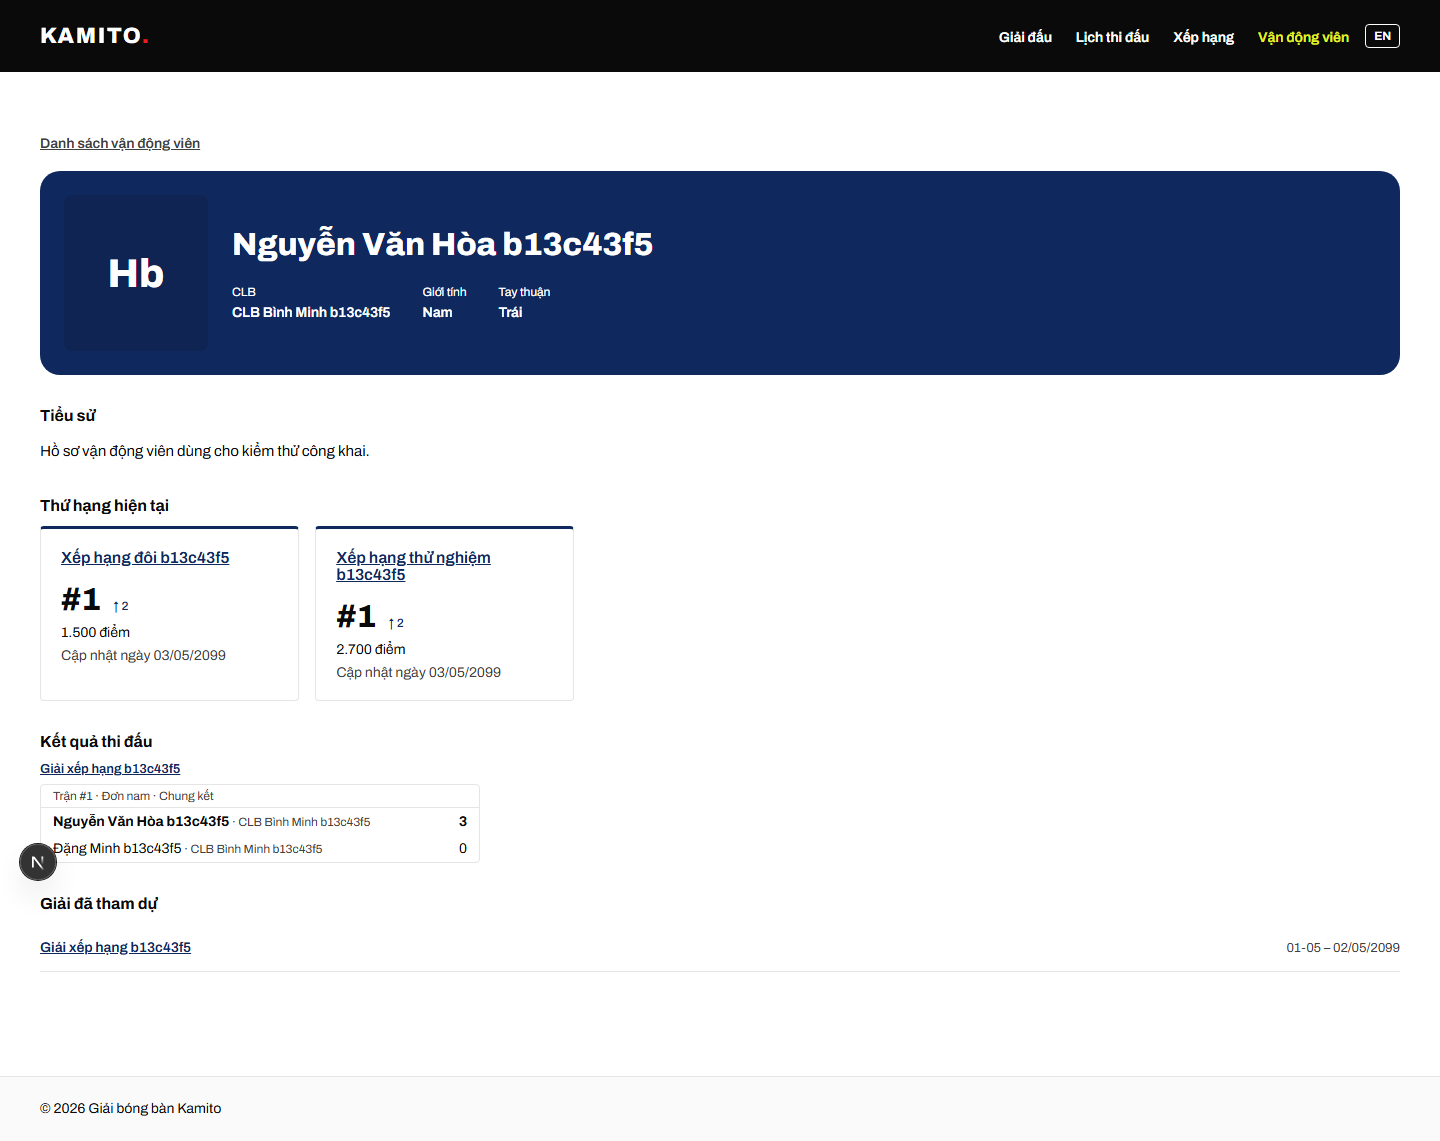 KAMITO.
Giải đấu
Lịch thi đấu
Xếp hạng
Vận động viên
EN
Danh sách vận động viên
Hb
Nguyễn Văn Hòa b13c43f5
CLB
Giới tính
Tay thuận
CLB Bình Minh b13c43f5
Nam
Trái
Tiểu sử
Hồ sơ vận động viên dùng cho kiểm thử công khai.
Thứ hạng hiện tại
Xếp hạng đôi b13c43f5
#1 ↑2
1.500 điểm
Cập nhật ngày 03/05/2099
Xếp hạng thử nghiệm
b13c43f5
#1 ↑2
2.700 điểm
Cập nhật ngày 03/05/2099
Kết quả thi đấu
Giải xếp hạng b13c43f5
Trận #1 · Đơn nam · Chung kết
Nguyễn Văn Hòa b13c43f5 · CLB Bình Minh b13c43f5 3
Đặng Minh b13c43f5 · CLB Bình Minh b13c43f5 0
N
Giải đã tham dự
Giải xếp hạng b13c43f5
01-05 – 02/05/2099
© 2026 Giải bóng bàn Kamito